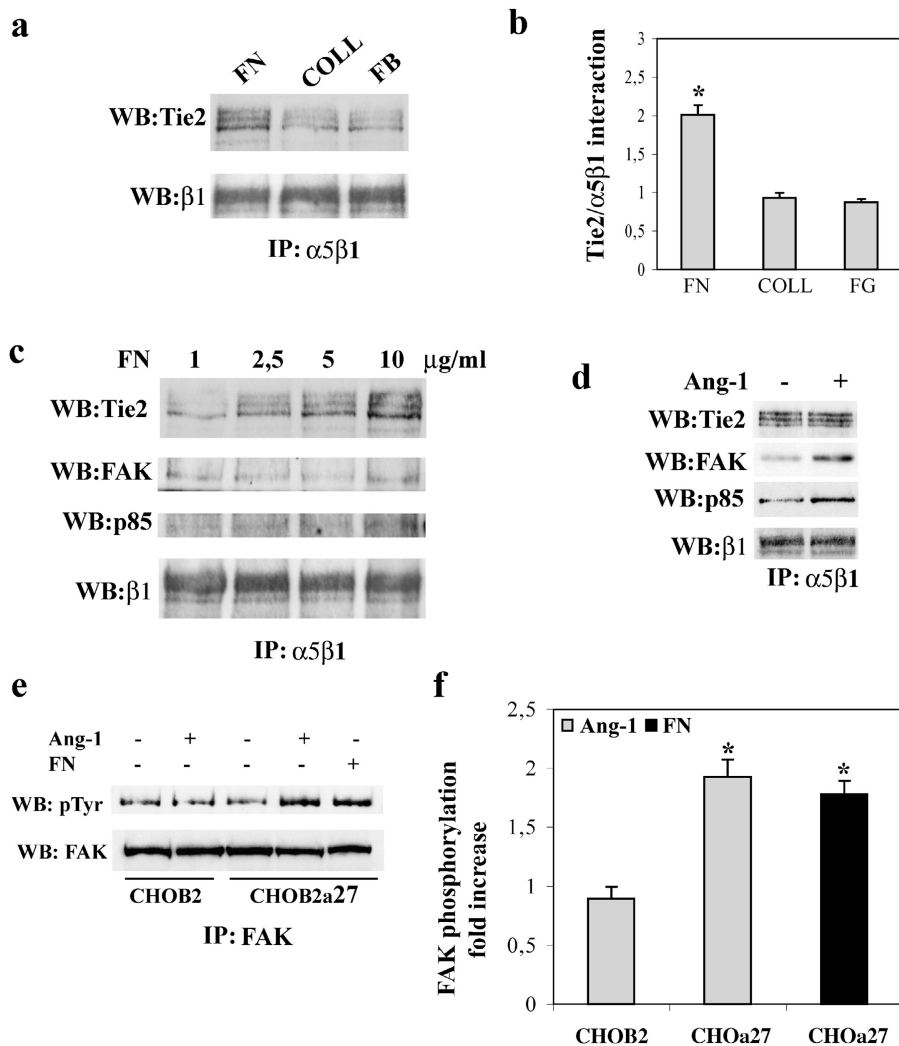 a
FN COLL FB
WB:Tie2
WB:β1
IP: α5β1
b
Tie2/α5β1 interaction
3
2,5
2
1,5
1
0,5
0
*
FN COLL FG
c
FN 1 2,5 5 10 μg/ml
WB:Tie2
WB:FAK
WB:p85
WB:β1
IP: α5β1
d
Ang-1 - +
WB:Tie2
WB:FAK
WB:p85
WB:β1
IP: α5β1
e
Ang-1 - + - + -
FN - - - - +
WB: pTyr
WB: FAK
CHOB2 CHOB2a27
IP: FAK
f
FAK phosphorylation
fold increase
2,5
2
1,5
1
0,5
0
Ang-1 FN
* *
CHOB2 CHOa27 CHOa27